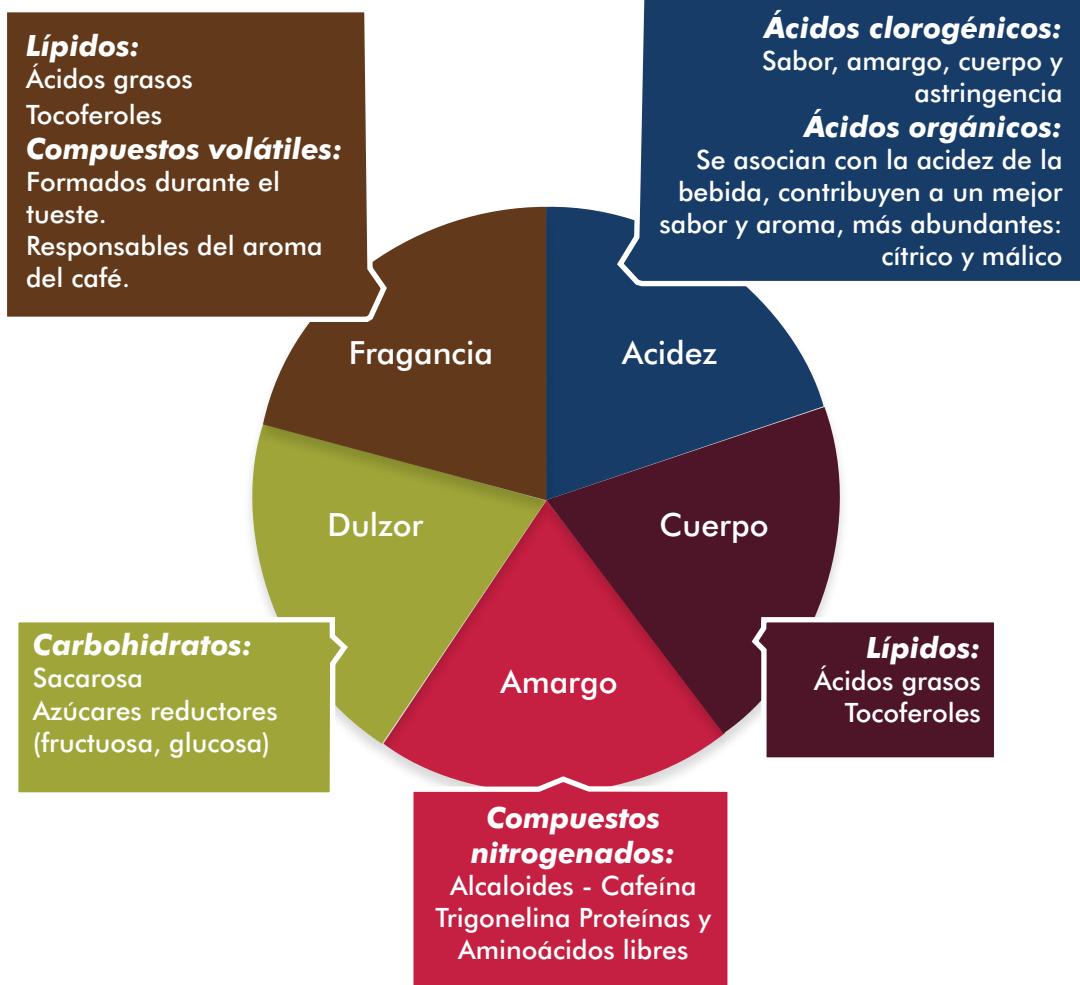 Lípidos:
Ácidos grasos
Tocoferoles
Compuestos volátiles:
Formados durante el
tueste.
Responsables del aroma
del café.
Ácidos clorogénicos:
Sabor, amargo, cuerpo y
astringencia
Ácidos orgánicos:
Se asocian con la acidez de la
bebida, contribuyen a un mejor
sabor y aroma, más abundantes:
cítrico y málico
Fragancia
Acidez
Dulzor
Cuerpo
Amargo
Carbohidratos:
Sacarosa
Azúcares reductores
(fructuosa, glucosa)
Lípidos:
Ácidos grasos
Tocoferoles
Compuestos
nitrogenados:
Alcaloides - Cafeína
Trigonelina Proteínas y
Aminoácidos libres